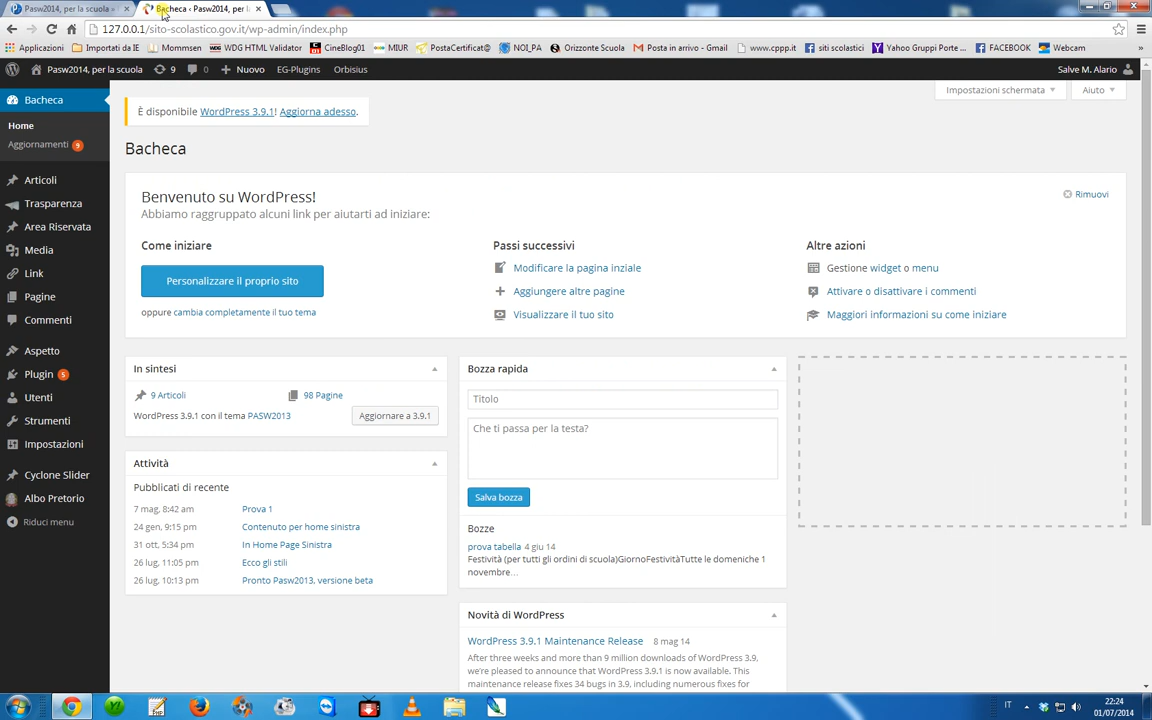 Pasw2014, per la scuola »
Bacheca ‹ Pasw2014, per la
127.0.0.1/sito-scolastico.gov.it/wp-admin/index.php
Applicazioni
Importati da IE
Mommsen
WDG HTML Validator
CineBlog01
MIUR
PostaCertificat@
NOI_PA
Orizzonte Scuola
Posta in arrivo - Gmail
www.cppp.it
siti scolastici
Yahoo Gruppi Porte ...
FACEBOOK
Webcam
»
Pasw2014, per la scuola
9
0
Nuovo
EG-Plugins
Orbisius
Salve M. Alario
Bacheca
Home
Aggiornamenti 9
Articoli
Trasparenza
Area Riservata
Media
Link
Pagine
Commenti
Aspetto
Plugin 5
Utenti
Strumenti
Impostazioni
Cyclone Slider
Albo Pretorio
Riduci menu
Impostazioni schermata
Aiuto
È disponibile WordPress 3.9.1! Aggiorna adesso.
Bacheca
Benvenuto su WordPress!
Rimuovi
Abbiamo raggruppato alcuni link per aiutarti ad iniziare:
Come iniziare
Personalizzare il proprio sito
oppure cambia completamente il tuo tema
Passi successivi
Modificare la pagina inziale
Aggiungere altre pagine
Visualizzare il tuo sito
Altre azioni
Gestione widget o menu
Attivare o disattivare i commenti
Maggiori informazioni su come iniziare
In sintesi
9 Articoli
98 Pagine
WordPress 3.9.1 con il tema PASW2013
Aggiornare a 3.9.1
Attività
Pubblicati di recente
7 mag, 8:42 am Prova 1
24 gen, 9:15 pm Contenuto per home sinistra
31 ott, 5:34 pm In Home Page Sinistra
26 lug, 11:05 pm Ecco gli stili
26 lug, 10:13 pm Pronto Pasw2013, versione beta
Bozza rapida
Titolo
Che ti passa per la testa?
Salva bozza
Bozze
prova tabella 4 giu 14
Festività (per tutti gli ordini di scuola)GiornoFestivitàTutte le domeniche 1
novembre...
Novità di WordPress
WordPress 3.9.1 Maintenance Release 8 mag 14
After three weeks and more than 9 million downloads of WordPress 3.9,
we're pleased to announce that WordPress 3.9.1 is now available. This
maintenance release fixes 34 bugs in 3.9, including numerous fixes for
IT
22:24
01/07/2014